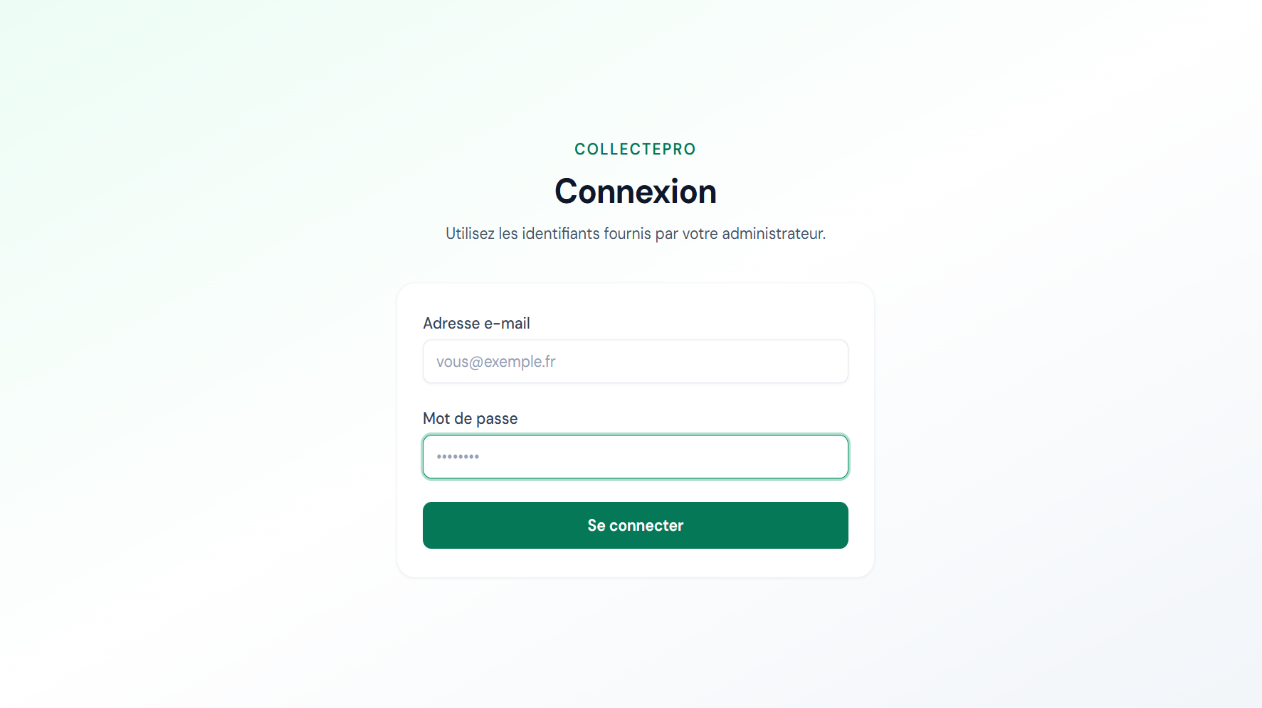 COLLECTEPRO
Connexion
Utilisez les identifiants fournis par votre administrateur.
Adresse e-mail
vous@exemple.fr
Mot de passe
••••••••
Se connecter